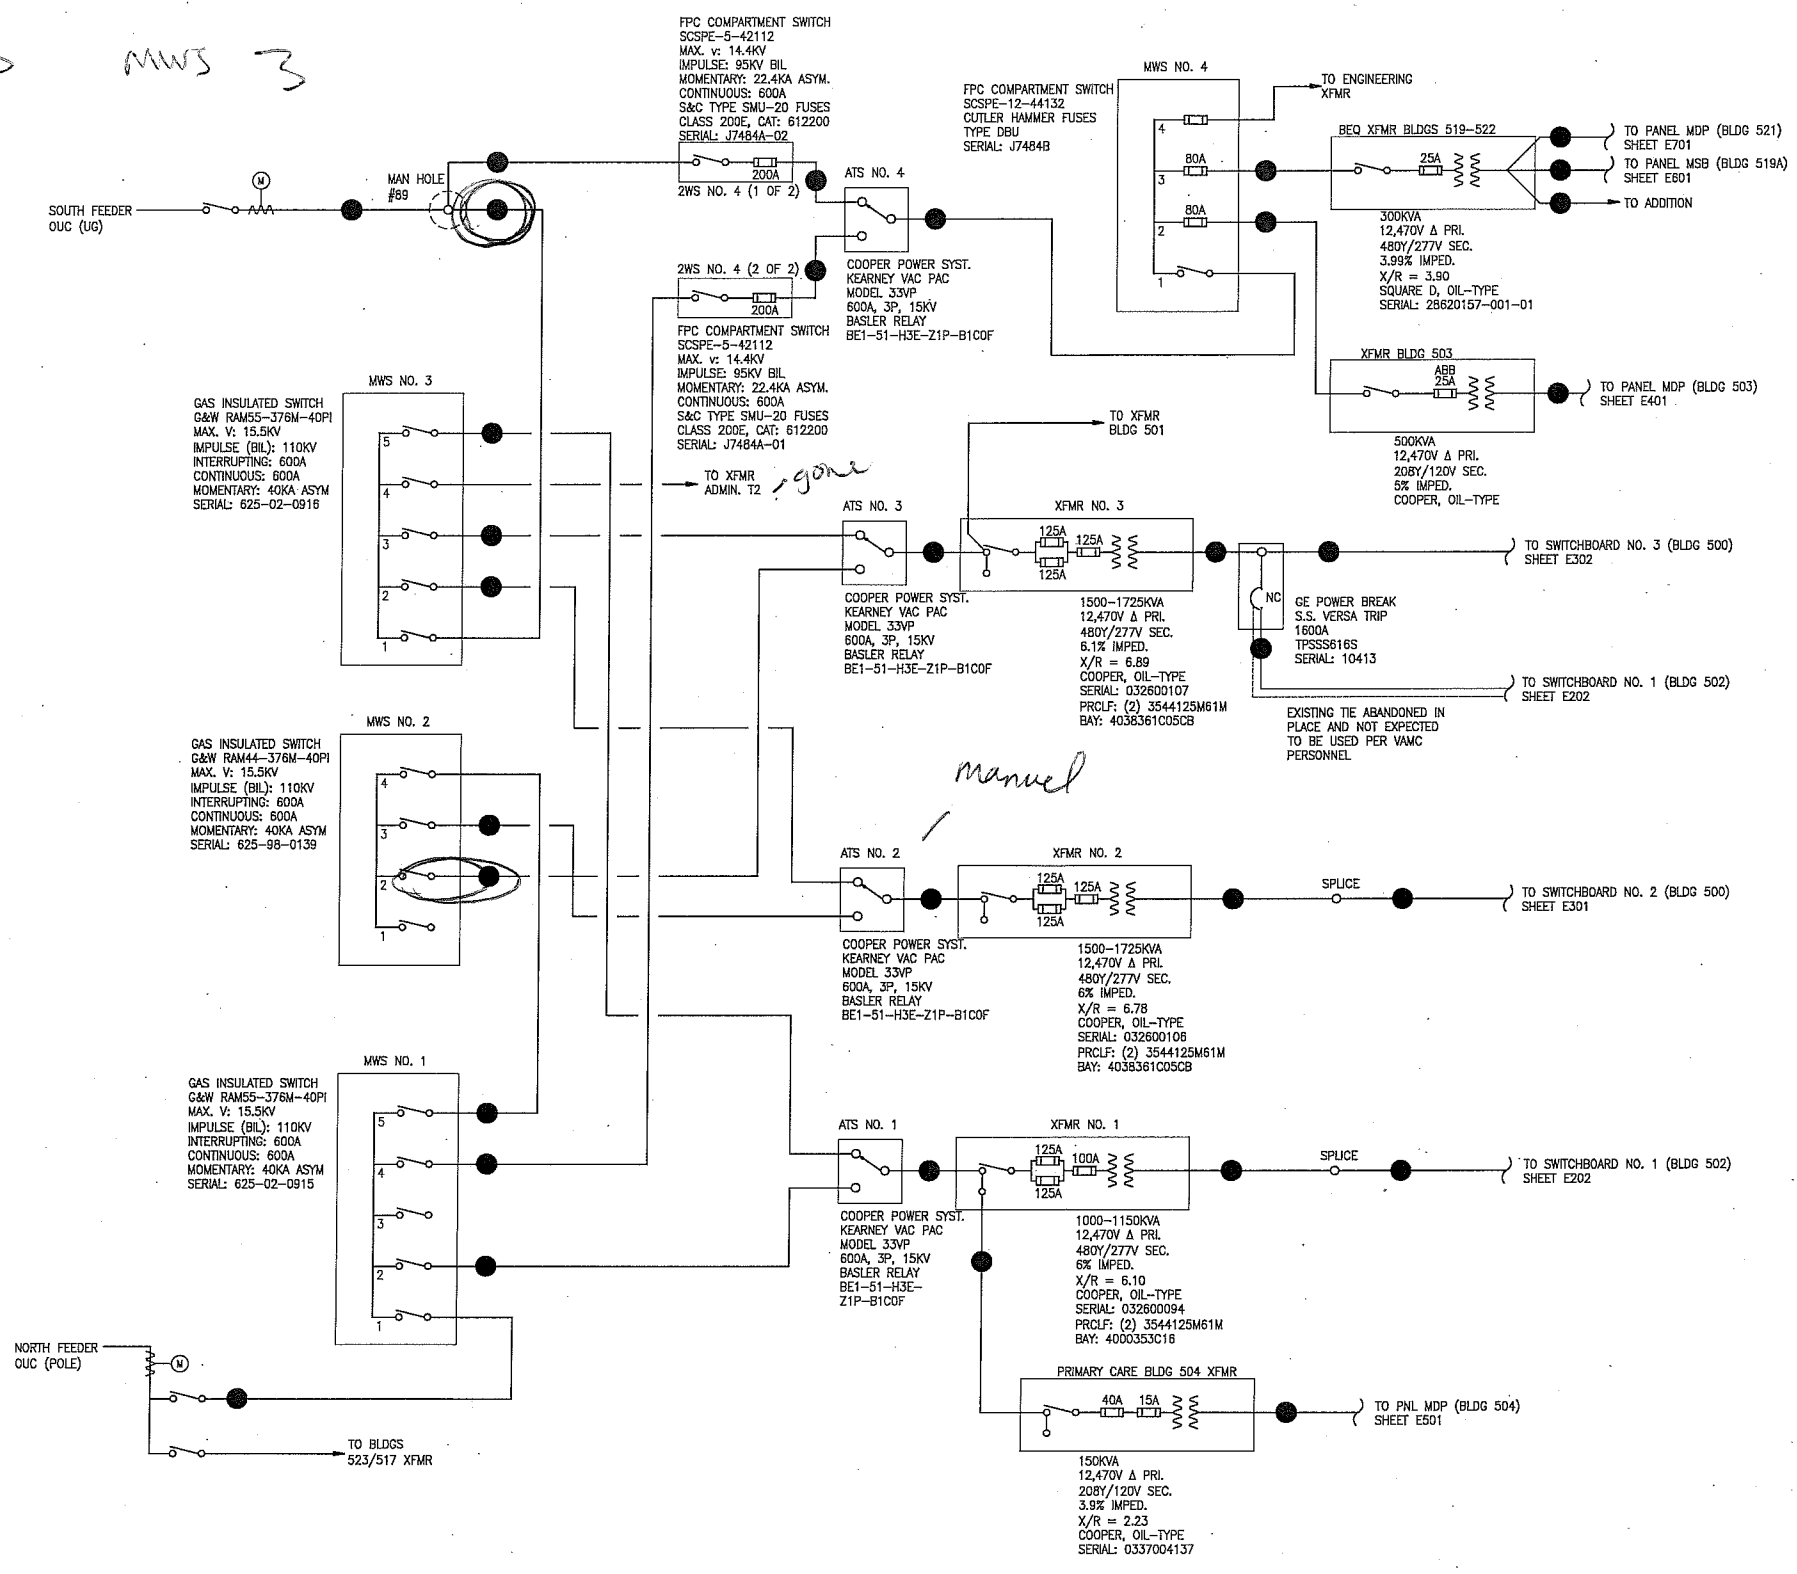 MWS 3
FPC COMPARTMENT SWITCH
SCSPE-5-42112
MAX. v: 14.4KV
IMPULSE: 95KV BIL
MOMENTARY: 22.4KA ASYM.
CONTINUOUS: 600A
S&C TYPE SMU-20 FUSES
CLASS 200E, CAT: 612200
SERIAL: J7484A-02
200A
2WS NO. 4 (1 OF 2)
MAN HOLE
#89
M
SOUTH FEEDER
OUC (UG)
ATS NO. 4
COOPER POWER SYST.
KEARNEY VAC PAC
MODEL 33VP
600A, 3P, 15KV
BASLER RELAY
BE1-51-H3E-Z1P-B1C0F
2WS NO. 4 (2 OF 2)
200A
FPC COMPARTMENT SWITCH
SCSPE-5-42112
MAX. v: 14.4KV
IMPULSE: 95KV BIL
MOMENTARY: 22.4KA ASYM.
CONTINUOUS: 600A
S&C TYPE SMU-20 FUSES
CLASS 200E, CAT: 612200
SERIAL: J7484A-01
MWS NO. 4
FPC COMPARTMENT SWITCH
SCSPE-12-44132
CUTLER HAMMER FUSES
TYPE DBU
SERIAL: J7484B
4
80A
3
80A
2
1
TO ENGINEERING
XFMR
BEQ XFMR BLDGS 519-522
25A
300KVA
12,470V Δ PRI.
480Y/277V SEC.
3.99% IMPED.
X/R = 3.90
SQUARE D, OIL-TYPE
SERIAL: 28620157-001-01
TO PANEL MDP (BLDG 521)
SHEET E701
TO PANEL MSB (BLDG 519A)
SHEET E601
TO ADDITION
XFMR BLDG 503
ABB
25A
500KVA
12,470V Δ PRI.
208Y/120V SEC.
5% IMPED.
COOPER, OIL-TYPE
TO PANEL MDP (BLDG 503)
SHEET E401
MWS NO. 3
GAS INSULATED SWITCH
G&W RAM55-376M-40PI
MAX. V: 15.5KV
IMPULSE (BIL): 110KV
INTERRUPTING: 600A
CONTINUOUS: 600A
MOMENTARY: 40KA ASYM
SERIAL: 625-02-0916
5
4
3
2
1
TO XFMR
ADMIN. T2
gone
TO XFMR
BLDG 501
ATS NO. 3
COOPER POWER SYST.
KEARNEY VAC PAC
MODEL 33VP
600A, 3P, 15KV
BASLER RELAY
BE1-51-H3E-Z1P-B1C0F
XFMR NO. 3
125A
125A
125A
1500-1725KVA
12,470V Δ PRI.
480Y/277V SEC.
6.1% IMPED.
X/R = 6.89
COOPER, OIL-TYPE
SERIAL: 032600107
PRCLF: (2) 3544125M61M
BAY: 4038361C05CB
NC
GE POWER BREAK
S.S. VERSA TRIP
1600A
TPSSS616S
SERIAL: 10413
TO SWITCHBOARD NO. 3 (BLDG 500)
SHEET E302
TO SWITCHBOARD NO. 1 (BLDG 502)
SHEET E202
EXISTING TIE ABANDONED IN
PLACE AND NOT EXPECTED
TO BE USED PER VAMC
PERSONNEL
MWS NO. 2
GAS INSULATED SWITCH
G&W RAM44-376M-40PI
MAX. V: 15.5KV
IMPULSE (BIL): 110KV
INTERRUPTING: 600A
CONTINUOUS: 600A
MOMENTARY: 40KA ASYM
SERIAL: 625-98-0139
4
3
2
1
manuel
ATS NO. 2
COOPER POWER SYST.
KEARNEY VAC PAC
MODEL 33VP
600A, 3P, 15KV
BASLER RELAY
BE1-51-H3E-Z1P-B1C0F
XFMR NO. 2
125A
125A
125A
1500-1725KVA
12,470V Δ PRI.
480Y/277V SEC.
6% IMPED.
X/R = 6.78
COOPER, OIL-TYPE
SERIAL: 032600106
PRCLF: (2) 3544125M61M
BAY: 4038361C05CB
SPLICE
TO SWITCHBOARD NO. 2 (BLDG 500)
SHEET E301
MWS NO. 1
GAS INSULATED SWITCH
G&W RAM55-376M-40PI
MAX. V: 15.5KV
IMPULSE (BIL): 110KV
INTERRUPTING: 600A
CONTINUOUS: 600A
MOMENTARY: 40KA ASYM
SERIAL: 625-02-0915
5
4
3
2
1
ATS NO. 1
COOPER POWER SYST.
KEARNEY VAC PAC
MODEL 33VP
600A, 3P, 15KV
BASLER RELAY
BE1-51-H3E-
Z1P-B1C0F
XFMR NO. 1
125A
100A
125A
1000-1150KVA
12,470V Δ PRI.
480Y/277V SEC.
6% IMPED.
X/R = 6.10
COOPER, OIL-TYPE
SERIAL: 032600094
PRCLF: (2) 3544125M61M
BAY: 4000353C16
SPLICE
TO SWITCHBOARD NO. 1 (BLDG 502)
SHEET E202
NORTH FEEDER
OUC (POLE)
M
TO BLDGS
523/517 XFMR
PRIMARY CARE BLDG 504 XFMR
40A
15A
150KVA
12,470V Δ PRI.
208Y/120V SEC.
3.9% IMPED.
X/R = 2.23
COOPER, OIL-TYPE
SERIAL: 0337004137
TO PNL MDP (BLDG 504)
SHEET E501